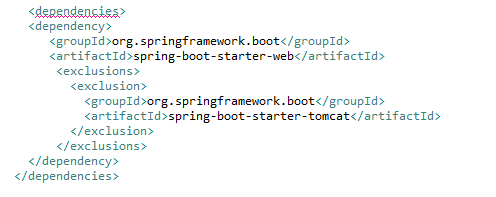 <dependencies>
<dependency>
<groupId>org.springframework.boot</groupId>
<artifactId>spring-boot-starter-web</artifactId>
<exclusions>
<exclusion>
<groupId>org.springframework.boot</groupId>
<artifactId>spring-boot-starter-tomcat</artifactId>
</exclusion>
</exclusions>
</dependency>
</dependencies>